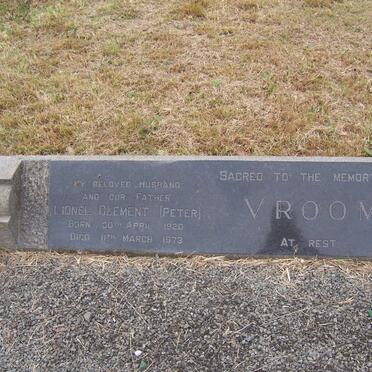 My beloved husband
and our father
Lionel Clement (Peter)
Born 30th April 1920
Died 11th March 1973
Sacred to the memor
VROOM
At rest